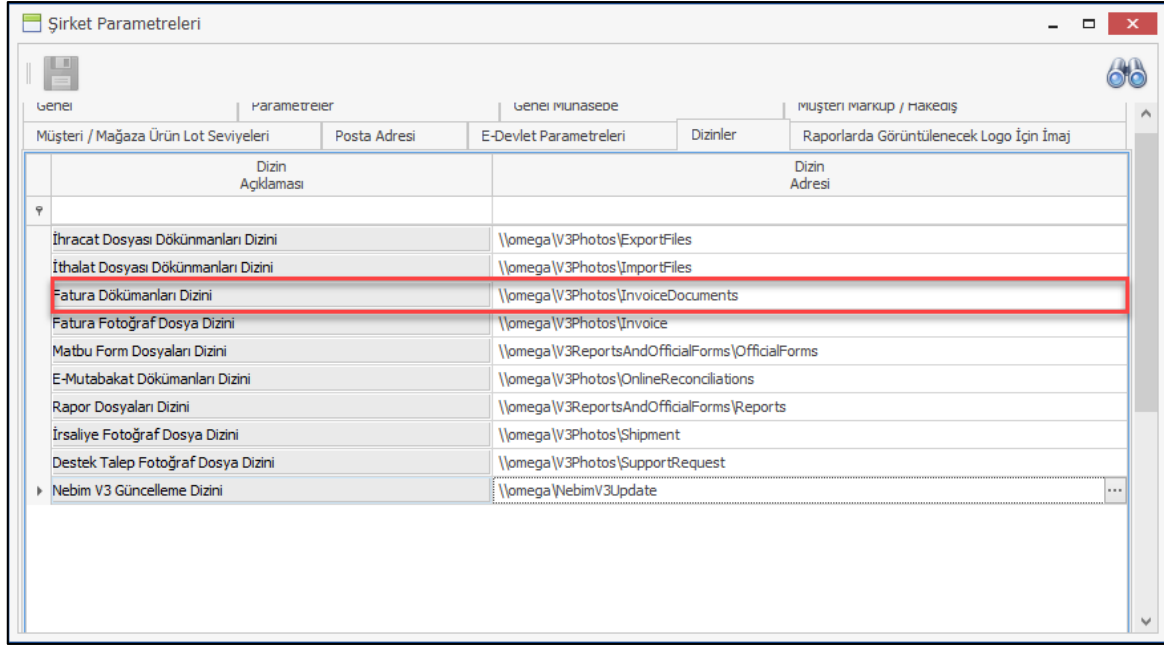 Şirket Parametreleri
Genel Parametreler Genel Muhasebe Müşteri Markup / Hakediş
Müşteri / Mağaza Ürün Lot Seviyeleri Posta Adresi E-Devlet Parametreleri Dizinler Raporlarda Görüntülenecek Logo İçin İmaj
Dizin Dizin
Açıklaması Adresi
İhracat Dosyası Dökünmanları Dizini \\omega\V3Photos\ExportFiles
İthalat Dosyası Dökünmanları Dizini \\omega\V3Photos\ImportFiles
Fatura Dökümanları Dizini \\omega\V3Photos\InvoiceDocuments
Fatura Fotoğraf Dosya Dizini \\omega\V3Photos\Invoice
Matbu Form Dosyaları Dizini \\omega\V3ReportsAndOfficialForms\OfficialForms
E-Mutabakat Dökümanları Dizini \\omega\V3Photos\OnlineReconciliations
Rapor Dosyaları Dizini \\omega\V3ReportsAndOfficialForms\Reports
İrsaliye Fotoğraf Dosya Dizini \\omega\V3Photos\Shipment
Destek Talep Fotoğraf Dosya Dizini \\omega\V3Photos\SupportRequest
Nebim V3 Güncelleme Dizini \\omega\NebimV3Update